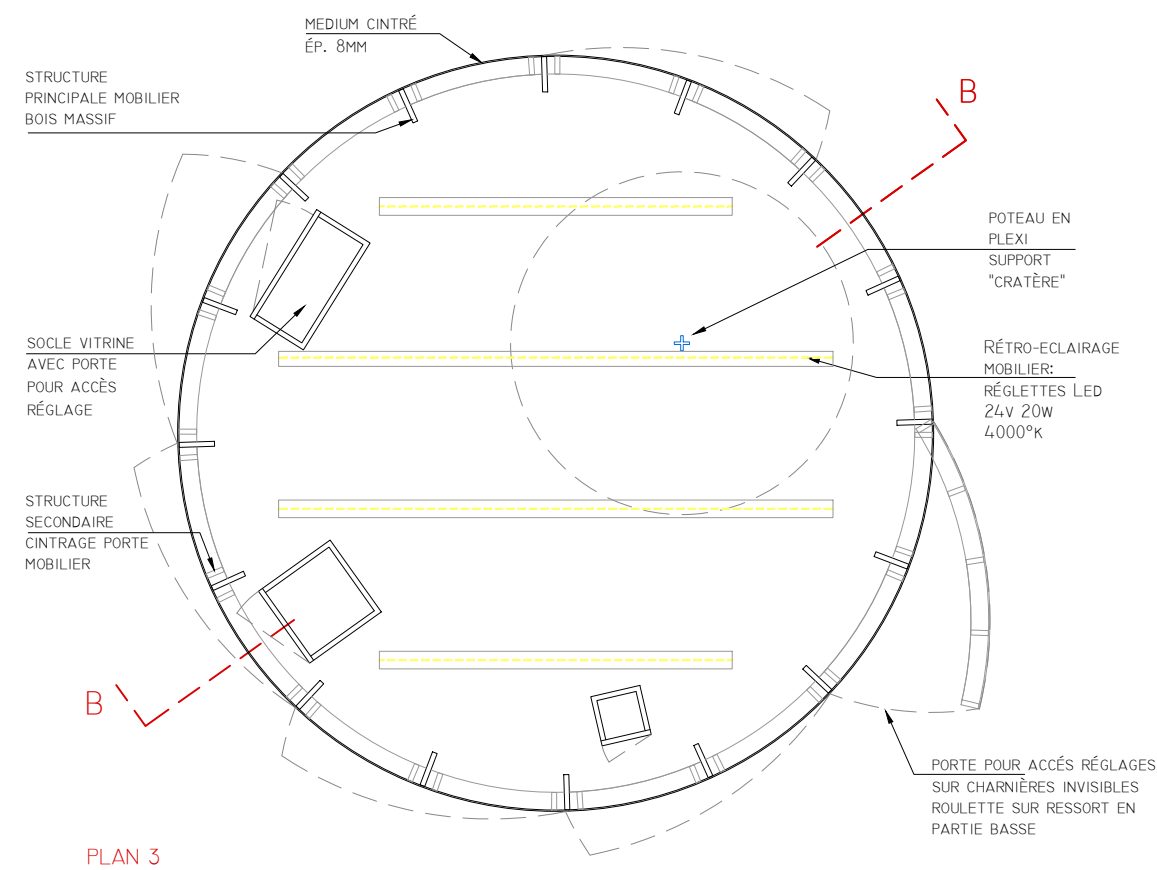 MEDIUM CINTRÉ
ÉP. 8MM
STRUCTURE
PRINCIPALE MOBILIER
BOIS MASSIF
B
POTEAU EN
PLEXI
SUPPORT
"CRATÈRE"
SOCLE VITRINE
AVEC PORTE
POUR ACCÈS
RÉGLAGE
RÉTRO-ECLAIRAGE
MOBILIER:
RÉGLETTES LED
24V 20W
4000°K
STRUCTURE
SECONDAIRE
CINTRAGE PORTE
MOBILIER
B
PORTE POUR ACCÉS RÉGLAGES
SUR CHARNIÈRES INVISIBLES
ROULETTE SUR RESSORT EN
PARTIE BASSE
PLAN 3